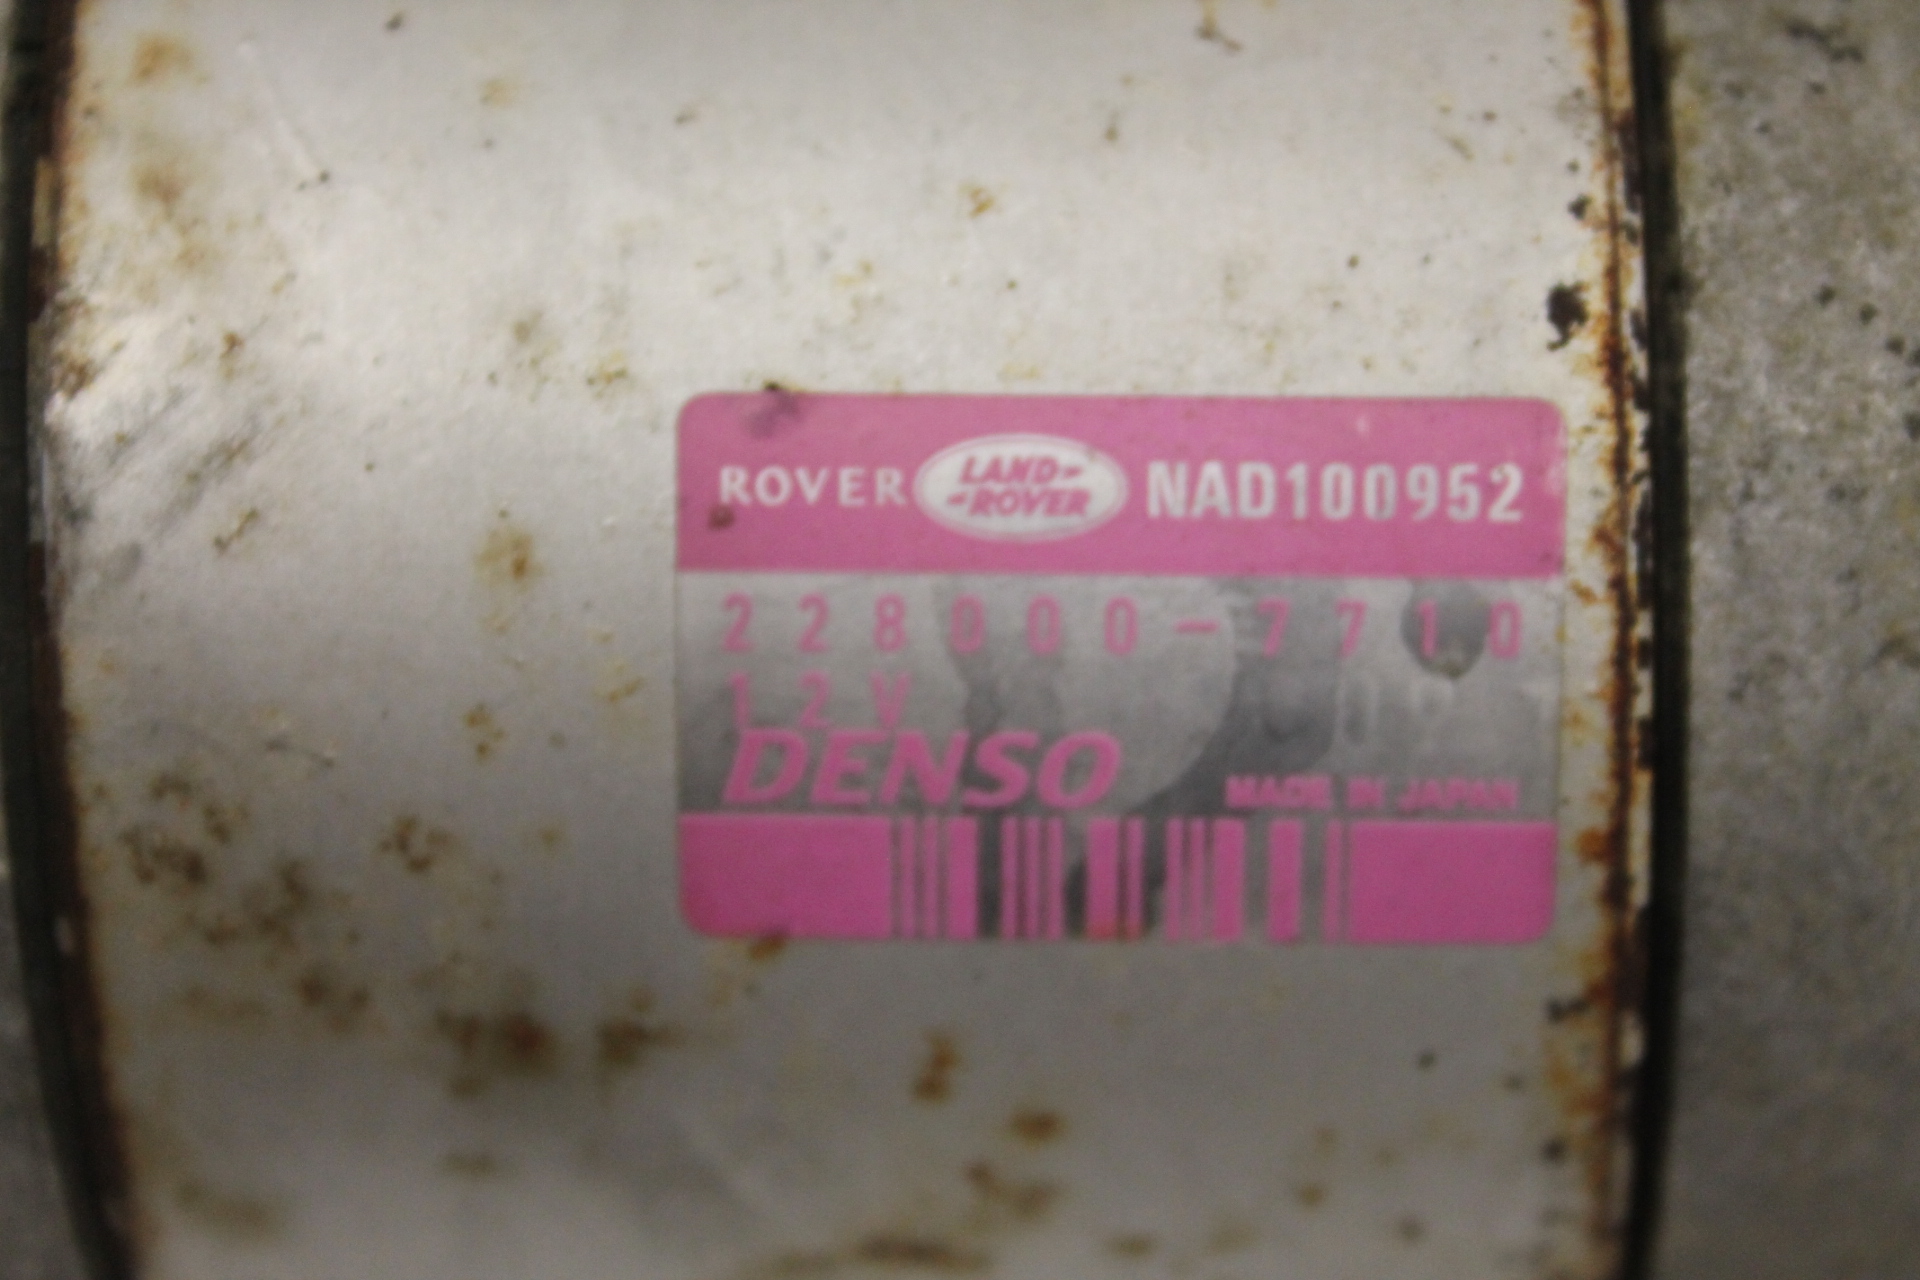 ROVER LAND-ROVER NAD100952
228000-7710
12V
DENSO MADE IN JAPAN